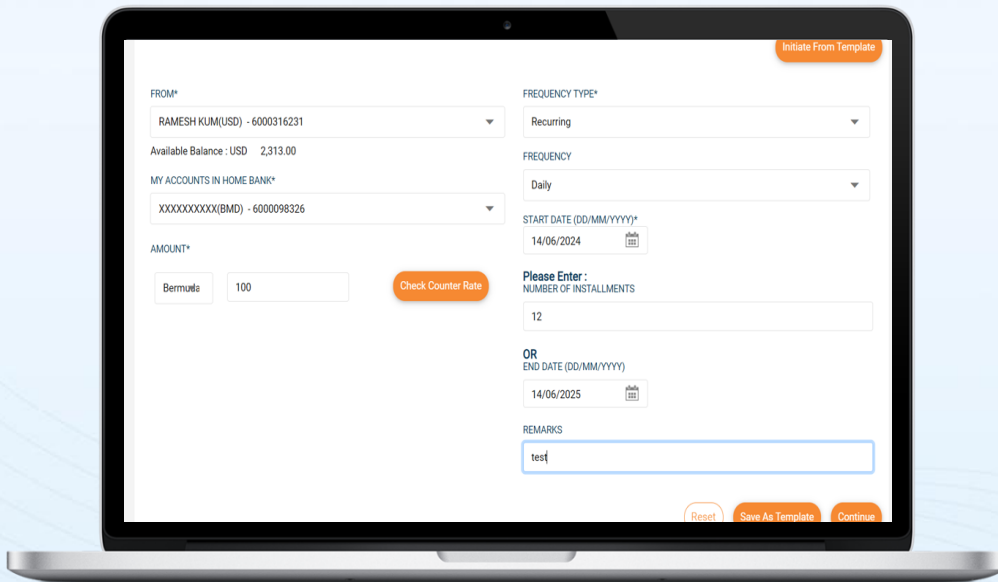 Initiate From Template
FROM*
RAMESH KUM(USD) - 6000316231
Available Balance : USD 2,313.00
MY ACCOUNTS IN HOME BANK*
XXXXXXXXXX(BMD) - 6000098326
AMOUNT*
Bermuda
100
Check Counter Rate
FREQUENCY TYPE*
Recurring
FREQUENCY
Daily
START DATE (DD/MM/YYYY)*
14/06/2024
Please Enter :
NUMBER OF INSTALLMENTS
12
OR
END DATE (DD/MM/YYYY)
14/06/2025
REMARKS
test
Reset
Save As Template
Continue